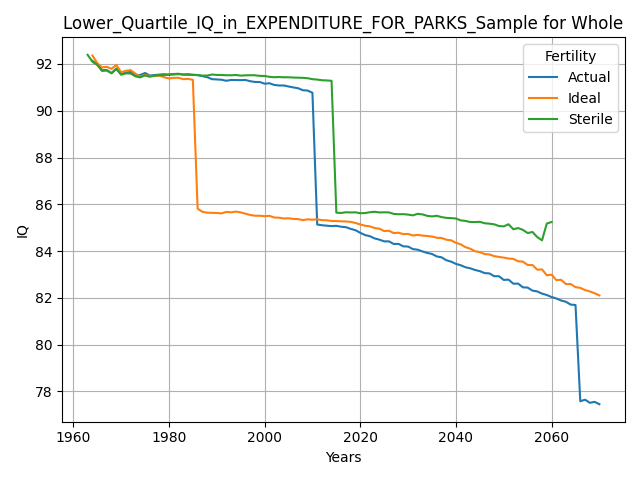 Lower_Quartile_IQ_in_EXPENDITURE_FOR_PARKS_Sample for Whole
Fertility
Actual
Ideal
Sterile
IQ
92
90
88
86
84
82
80
78
1960 1980 2000 2020 2040 2060
Years